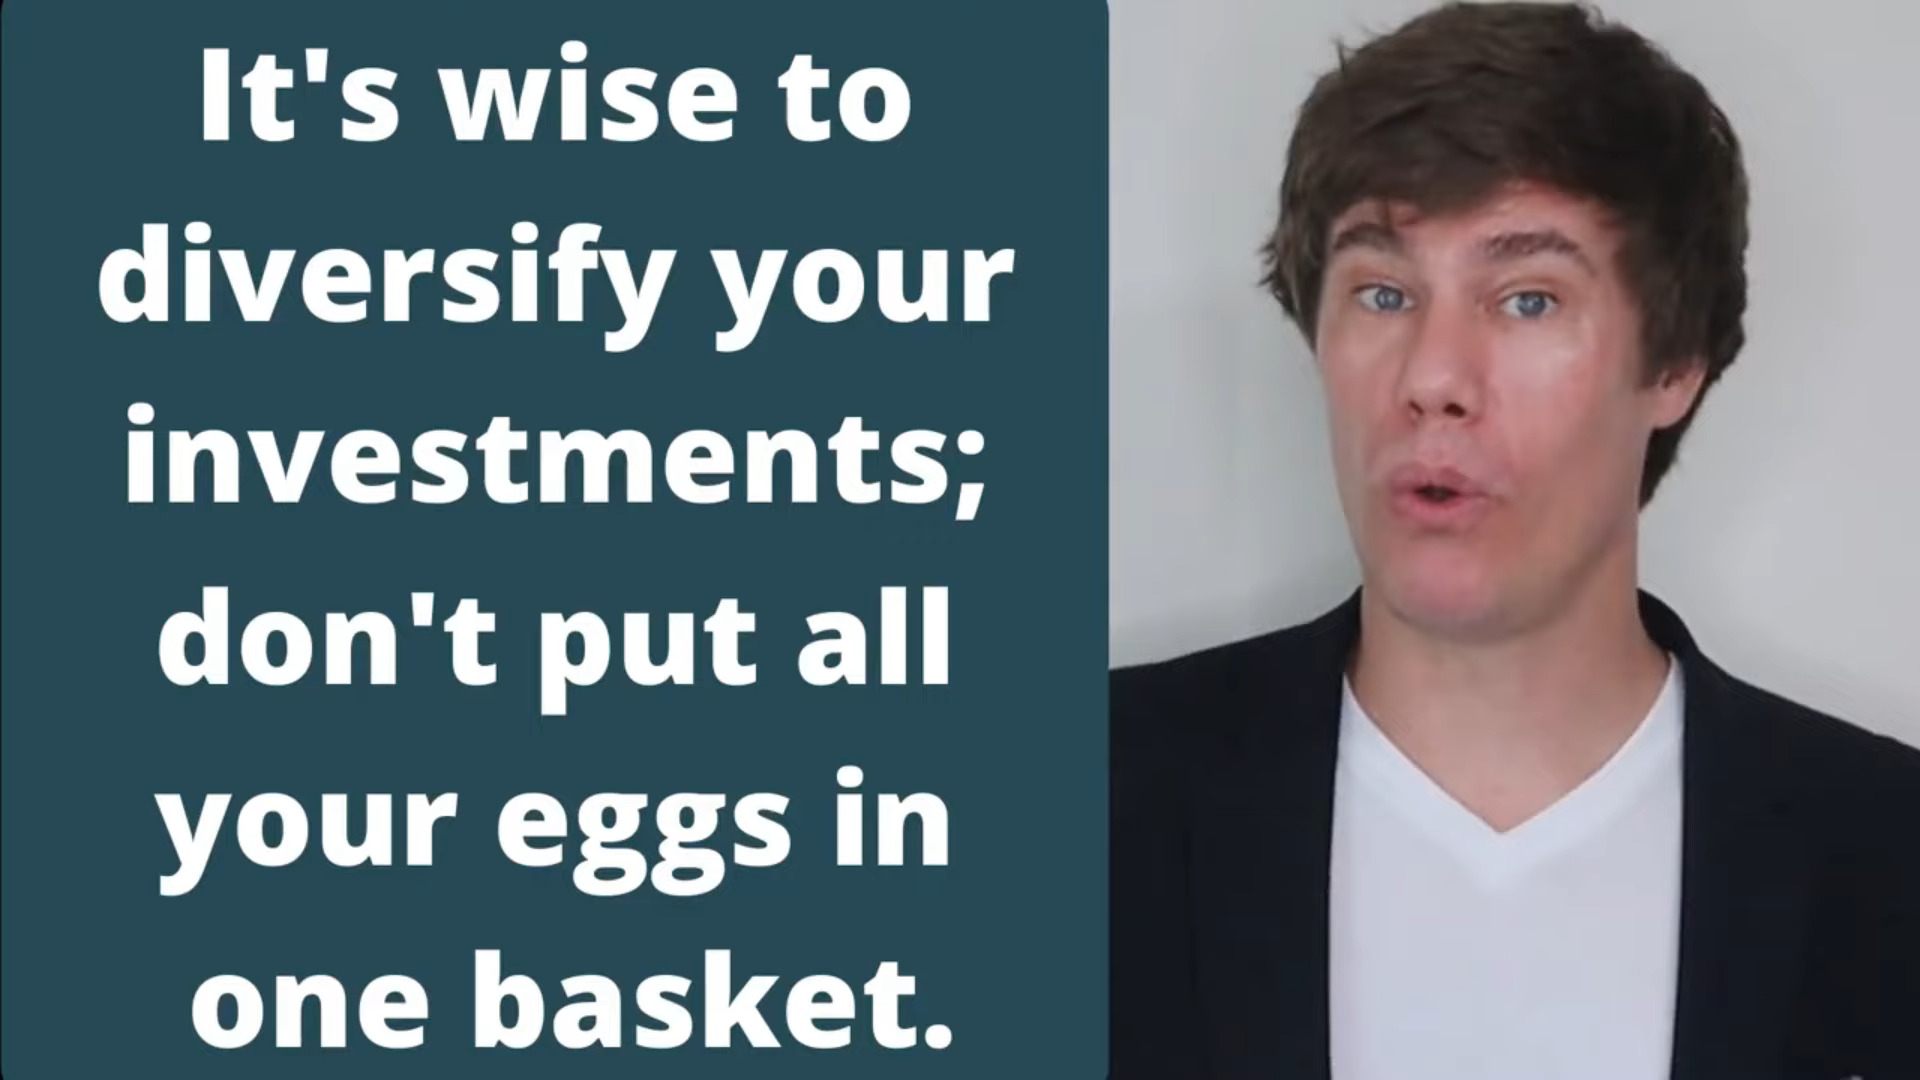 It's wise to
diversify your
investments;
don't put all
your eggs in
one basket.